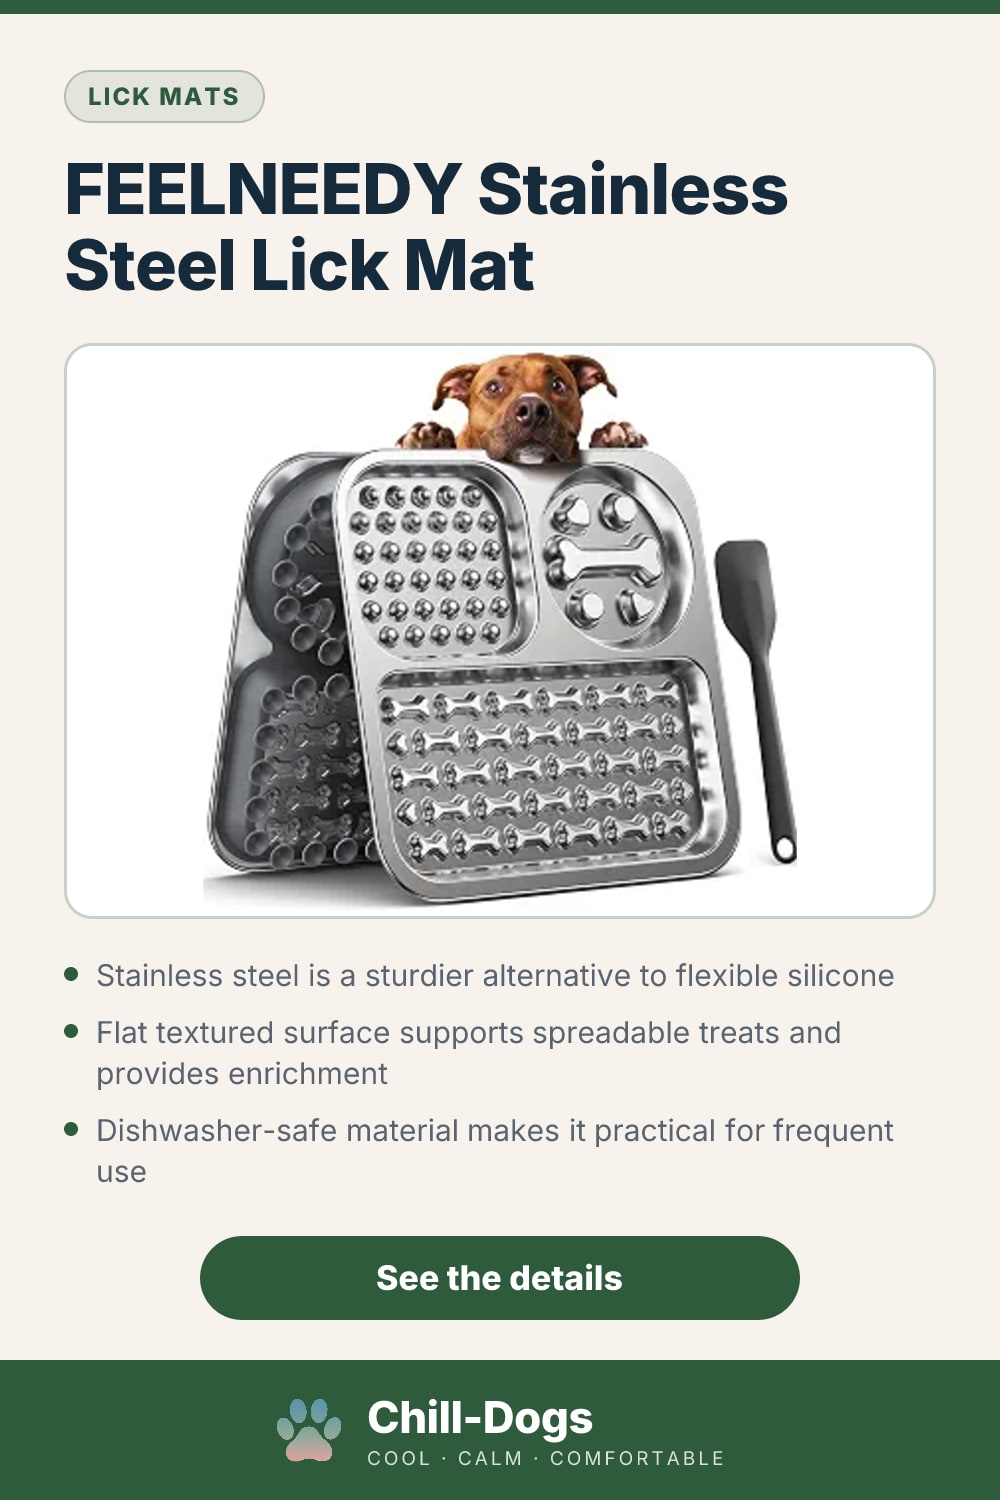 LICK MATS
FEELNEEDY Stainless
Steel Lick Mat
Stainless steel is a sturdier alternative to flexible silicone
Flat textured surface supports spreadable treats and
provides enrichment
Dishwasher-safe material makes it practical for frequent
use
See the details
Chill-Dogs
COOL · CALM · COMFORTABLE